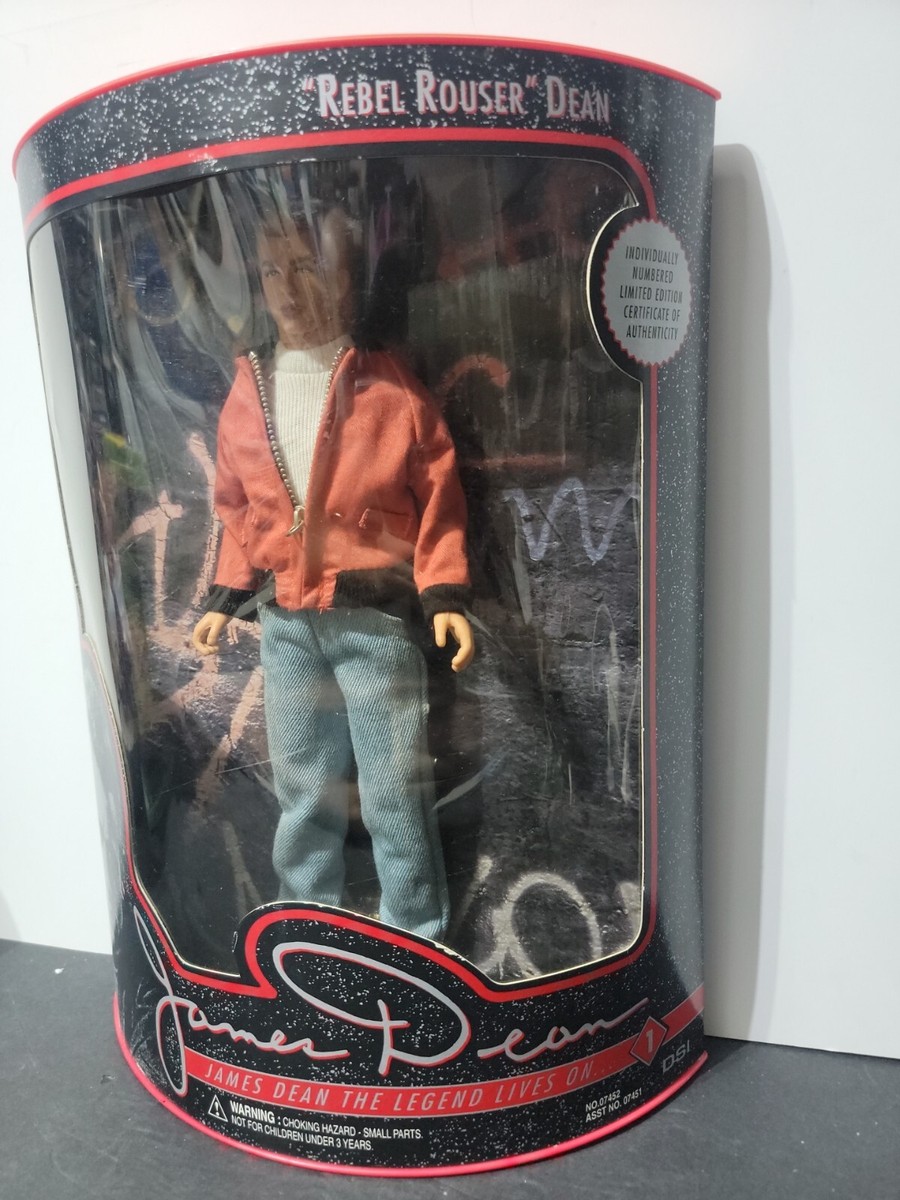 "REBEL ROUSER" DEAN
INDIVIDUALLY
NUMBERED
LIMITED EDITION
CERTIFICATE OF
AUTHENTICITY
James Dean
JAMES DEAN THE LEGEND LIVES ON...
1
DSI
WARNING : CHOKING HAZARD - SMALL PARTS.
NOT FOR CHILDREN UNDER 3 YEARS.
NO.07452
ASST NO. 07451